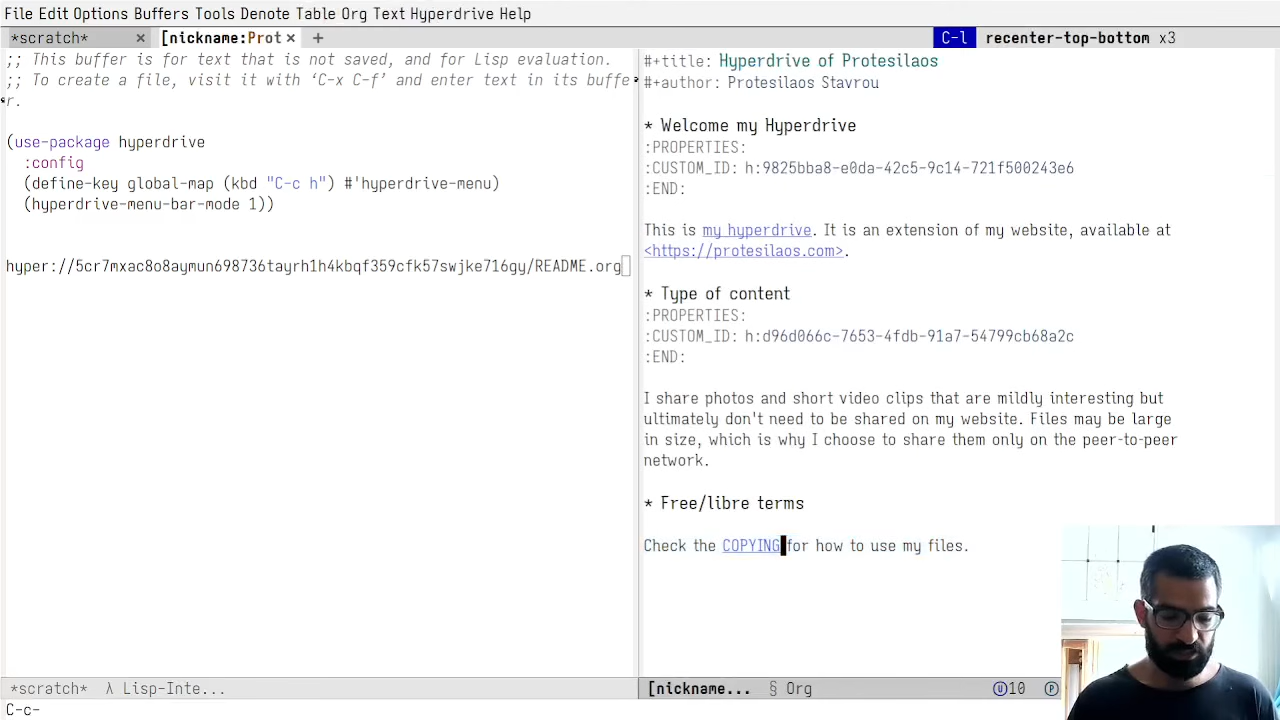 File Edit Options Buffers Tools Denote Table Org Text Hyperdrive Help
*scratch* × [nickname:Prot × + C-l recenter-top-bottom x3
;; This buffer is for text that is not saved, and for Lisp evaluation.
;; To create a file, visit it with ‘C-x C-f’ and enter text in its buffe
r.
(use-package hyperdrive
:config
(define-key global-map (kbd "C-c h") #'hyperdrive-menu)
(hyperdrive-menu-bar-mode 1))
hyper://5cr7mxac8o8aymun698736tayrh1h4kbqf359cfk57swjke716gy/README.org
#+title: Hyperdrive of Protesilaos
#+author: Protesilaos Stavrou
* Welcome my Hyperdrive
:PROPERTIES:
:CUSTOM_ID: h:9825bba8-e0da-42c5-9c14-721f500243e6
:END:
This is my hyperdrive. It is an extension of my website, available at
<https://protesilaos.com>.
* Type of content
:PROPERTIES:
:CUSTOM_ID: h:d96d066c-7653-4fdb-91a7-54799cb68a2c
:END:
I share photos and short video clips that are mildly interesting but
ultimately don't need to be shared on my website. Files may be large
in size, which is why I choose to share them only on the peer-to-peer
network.
* Free/libre terms
Check the COPYING for how to use my files.
*scratch* λ Lisp-Inte...
[nickname... § Org U10 P
C-c-